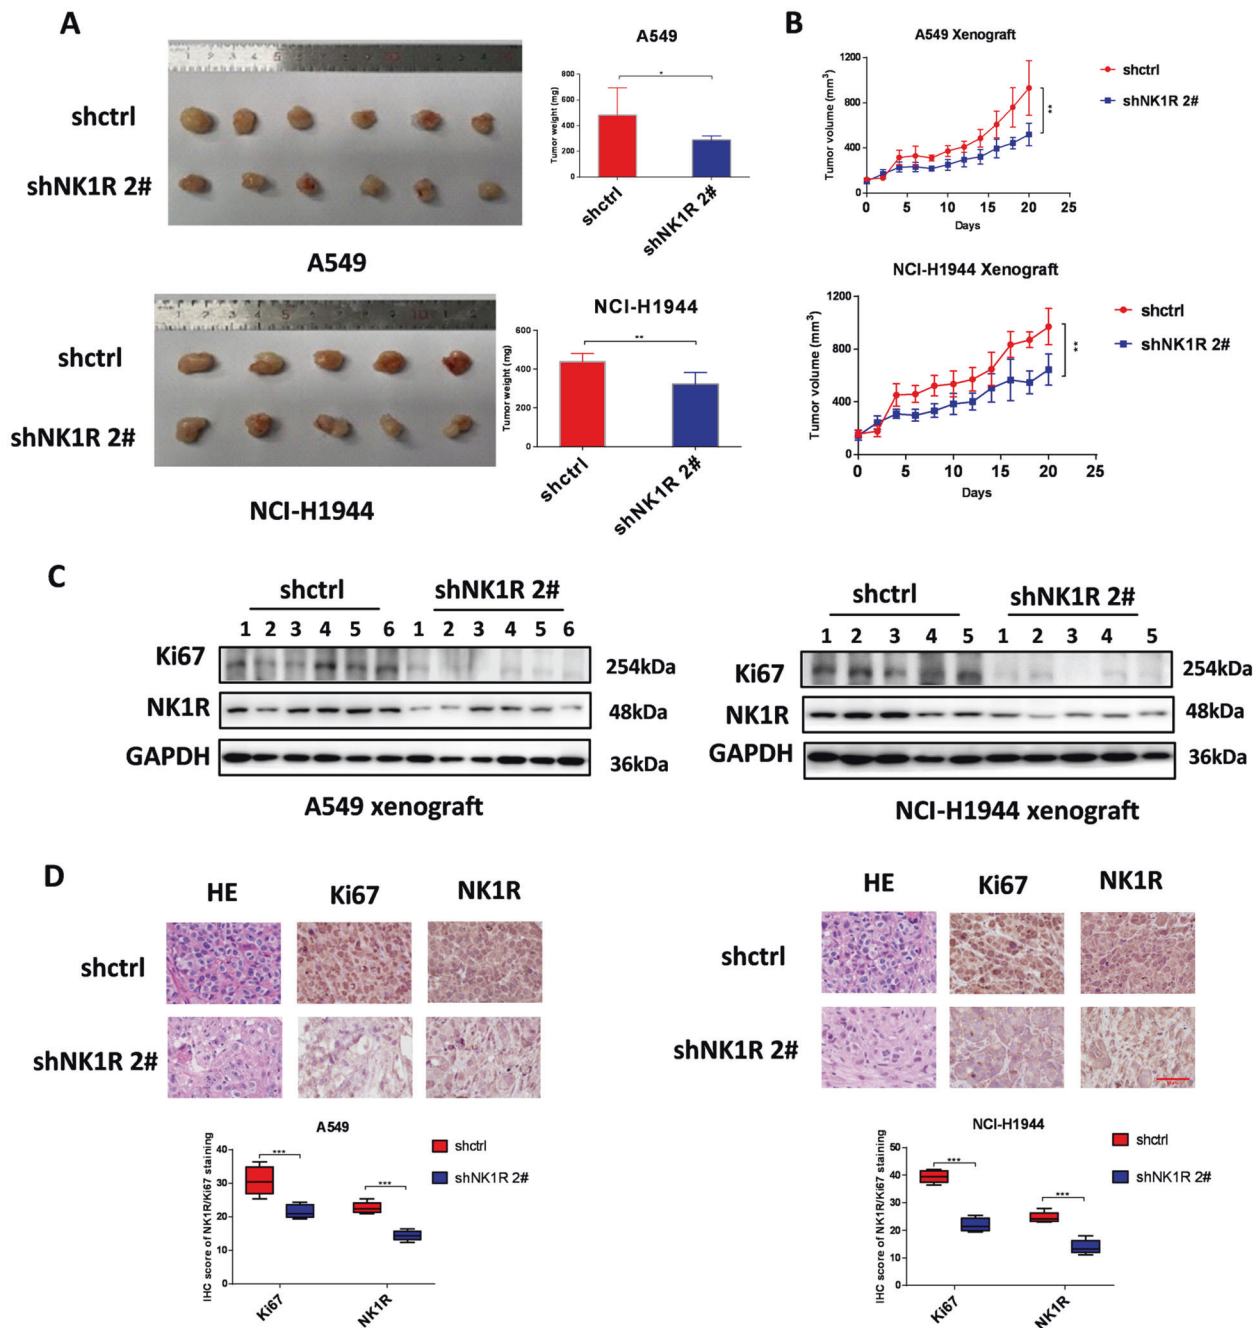 A
A549
shctrl
shNK1R 2#
A549
Tumor weight (mg)
800
600
400
200
0
*
shctrl
shNK1R 2#
B
A549 Xenograft
Tumor volume (mm³)
1200
800
400
0
0 5 10 15 20 25
Days
**
shctrl
shNK1R 2#
NCI-H1944
shctrl
shNK1R 2#
NCI-H1944
Tumor weight (mg)
600
400
200
0
**
shctrl
shNK1R 2#
NCI-H1944 Xenograft
Tumor volume (mm³)
1200
800
400
0
0 5 10 15 20 25
Days
**
shctrl
shNK1R 2#
C
shctrl shNK1R 2#
1 2 3 4 5 6 1 2 3 4 5 6
Ki67 254kDa
NK1R 48kDa
GAPDH 36kDa
A549 xenograft
shctrl shNK1R 2#
1 2 3 4 5 1 2 3 4 5
Ki67 254kDa
NK1R 48kDa
GAPDH 36kDa
NCI-H1944 xenograft
D
HE Ki67 NK1R
shctrl
shNK1R 2#
A549
IHC score of NK1R/Ki67 staining
40
30
20
10
0
***
***
Ki67
NK1R
shctrl
shNK1R 2#
HE Ki67 NK1R
shctrl
shNK1R 2#
NCI-H1944
IHC score of NK1R/Ki67 staining
50
40
30
20
10
0
***
***
Ki67
NK1R
shctrl
shNK1R 2#